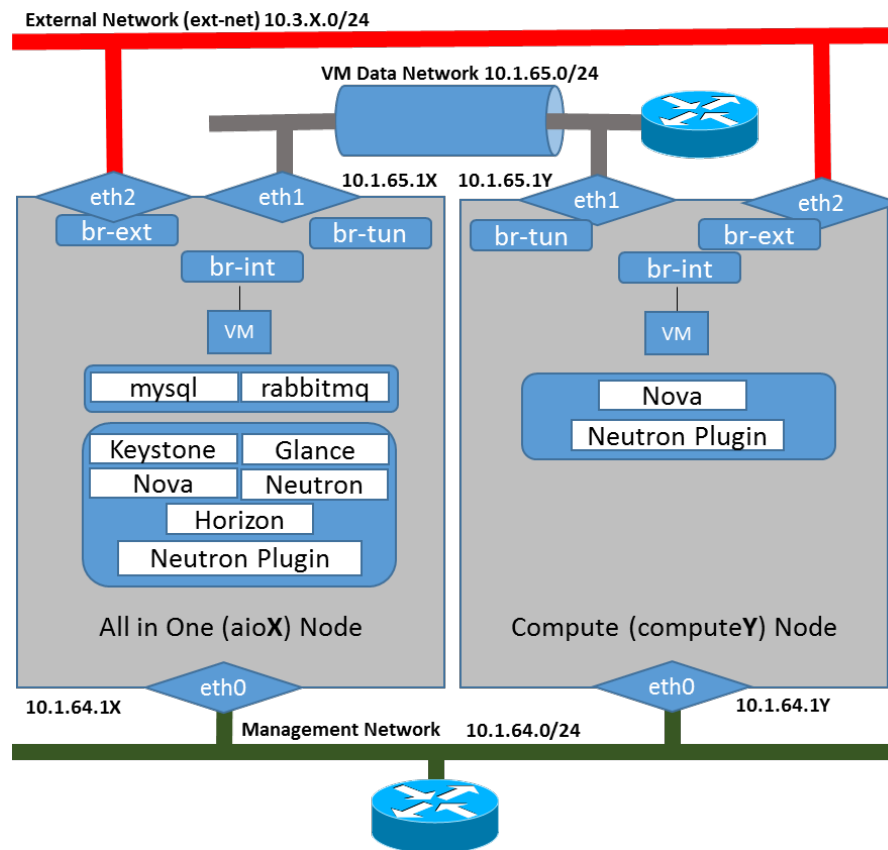 External Network (ext-net) 10.3.X.0/24
VM Data Network 10.1.65.0/24
10.1.65.1X
10.1.65.1Y
eth2
eth1
eth1
eth2
br-ext
br-tun
br-tun
br-ext
br-int
br-int
VM
VM
mysql
rabbitmq
Nova
Neutron Plugin
Keystone
Glance
Nova
Neutron
Horizon
Neutron Plugin
All in One (aioX) Node
Compute (computeY) Node
eth0
eth0
10.1.64.1X
10.1.64.1Y
Management Network 10.1.64.0/24